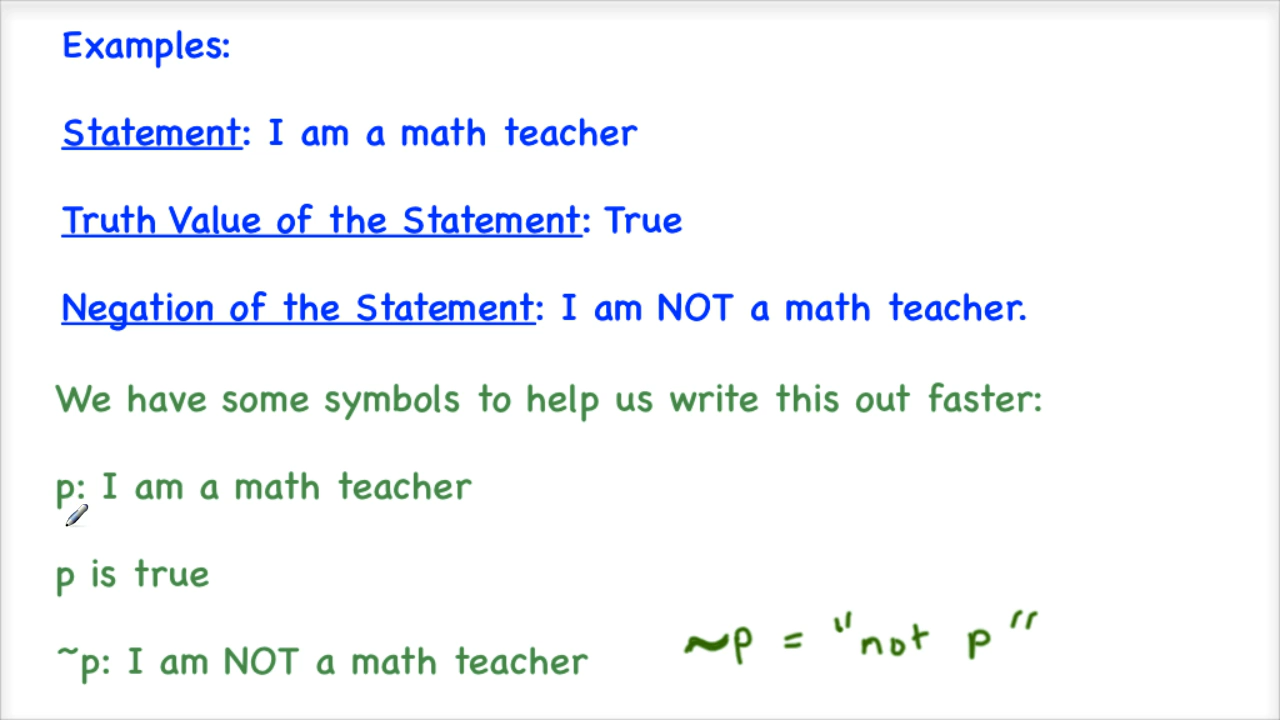 Examples:
Statement: I am a math teacher
Truth Value of the Statement: True
Negation of the Statement: I am NOT a math teacher.
We have some symbols to help us write this out faster:
p: I am a math teacher
p is true
~p: I am NOT a math teacher
~p = "not p"